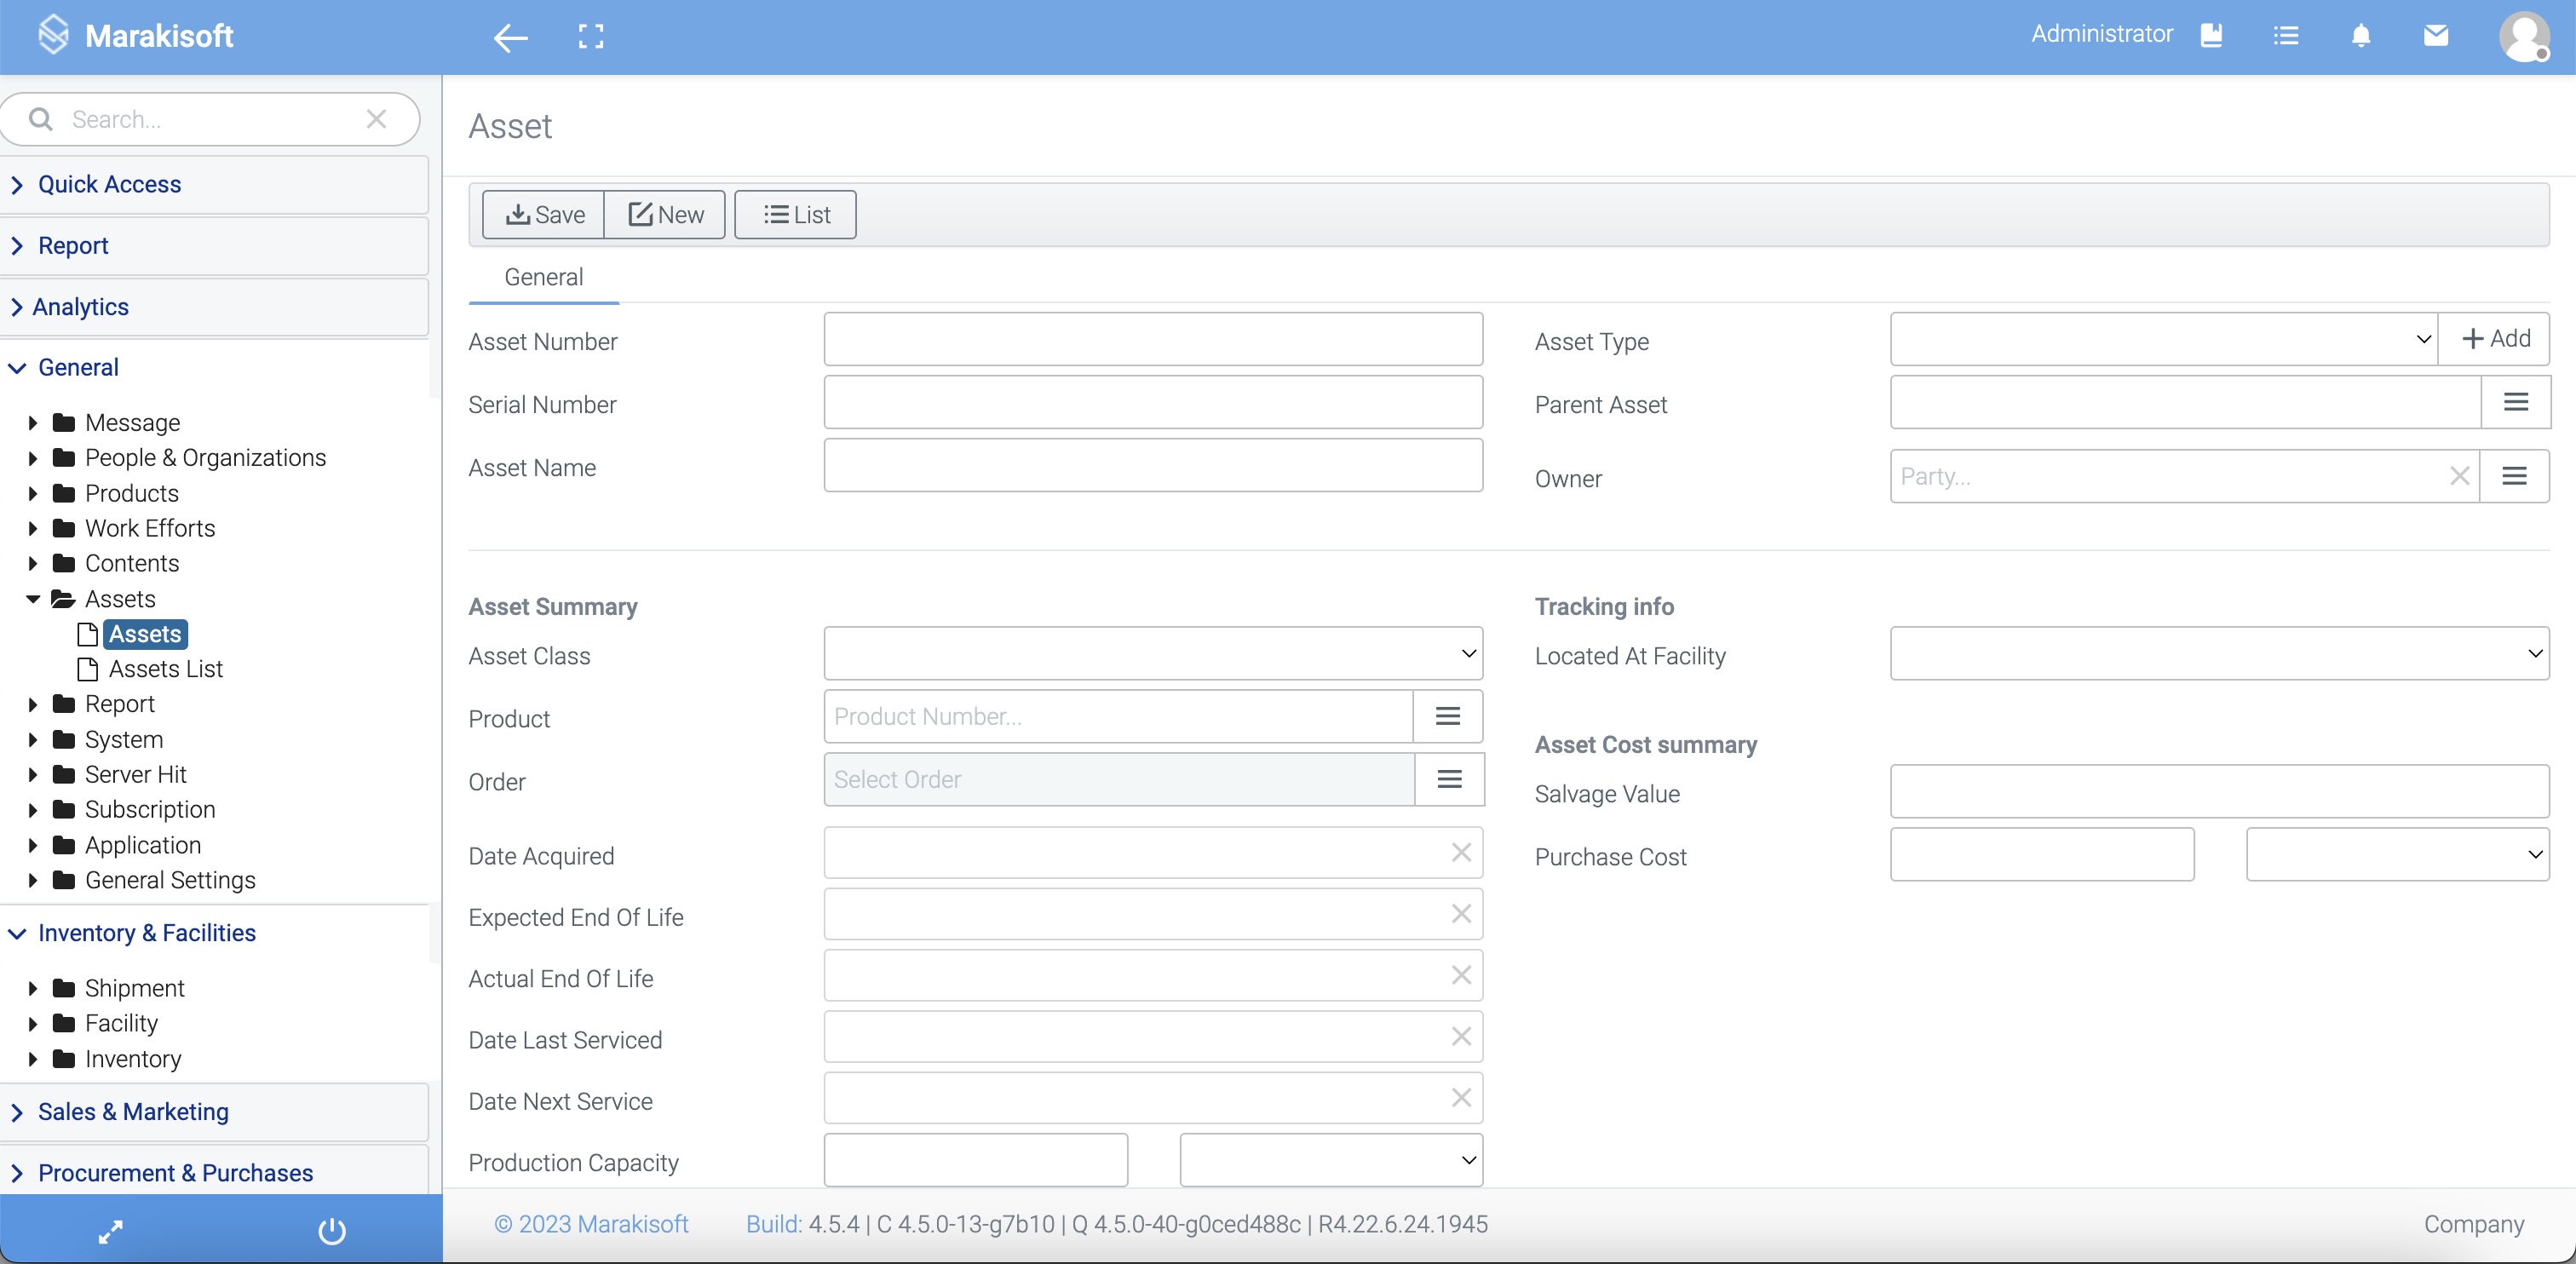 Marakisoft
Administrator
Search...
Quick Access
Report
Analytics
General
Message
People & Organizations
Products
Work Efforts
Contents
Assets
Assets
Assets List
Report
System
Server Hit
Subscription
Application
General Settings
Inventory & Facilities
Shipment
Facility
Inventory
Sales & Marketing
Procurement & Purchases
Asset
Save New List
General
Asset Number
Serial Number
Asset Name
Asset Type + Add
Parent Asset
Owner Party...
Asset Summary
Asset Class
Product Product Number...
Order Select Order
Date Acquired
Expected End Of Life
Actual End Of Life
Date Last Serviced
Date Next Service
Production Capacity
Tracking info
Located At Facility
Asset Cost summary
Salvage Value
Purchase Cost
© 2023 Marakisoft Build: 4.5.4 | C 4.5.0-13-g7b10 | Q 4.5.0-40-g0ced488c | R4.22.6.24.1945 Company